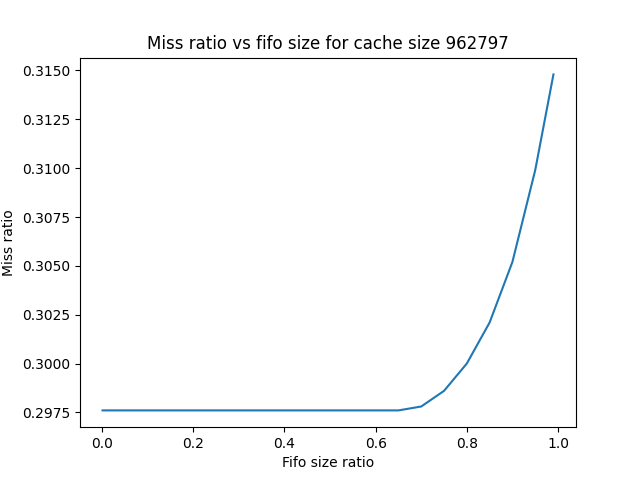 Miss ratio vs fifo size for cache size 962797
0.3150
0.3125
0.3100
0.3075
0.3050
0.3025
0.3000
0.2975
Miss ratio
0.0 0.2 0.4 0.6 0.8 1.0
Fifo size ratio